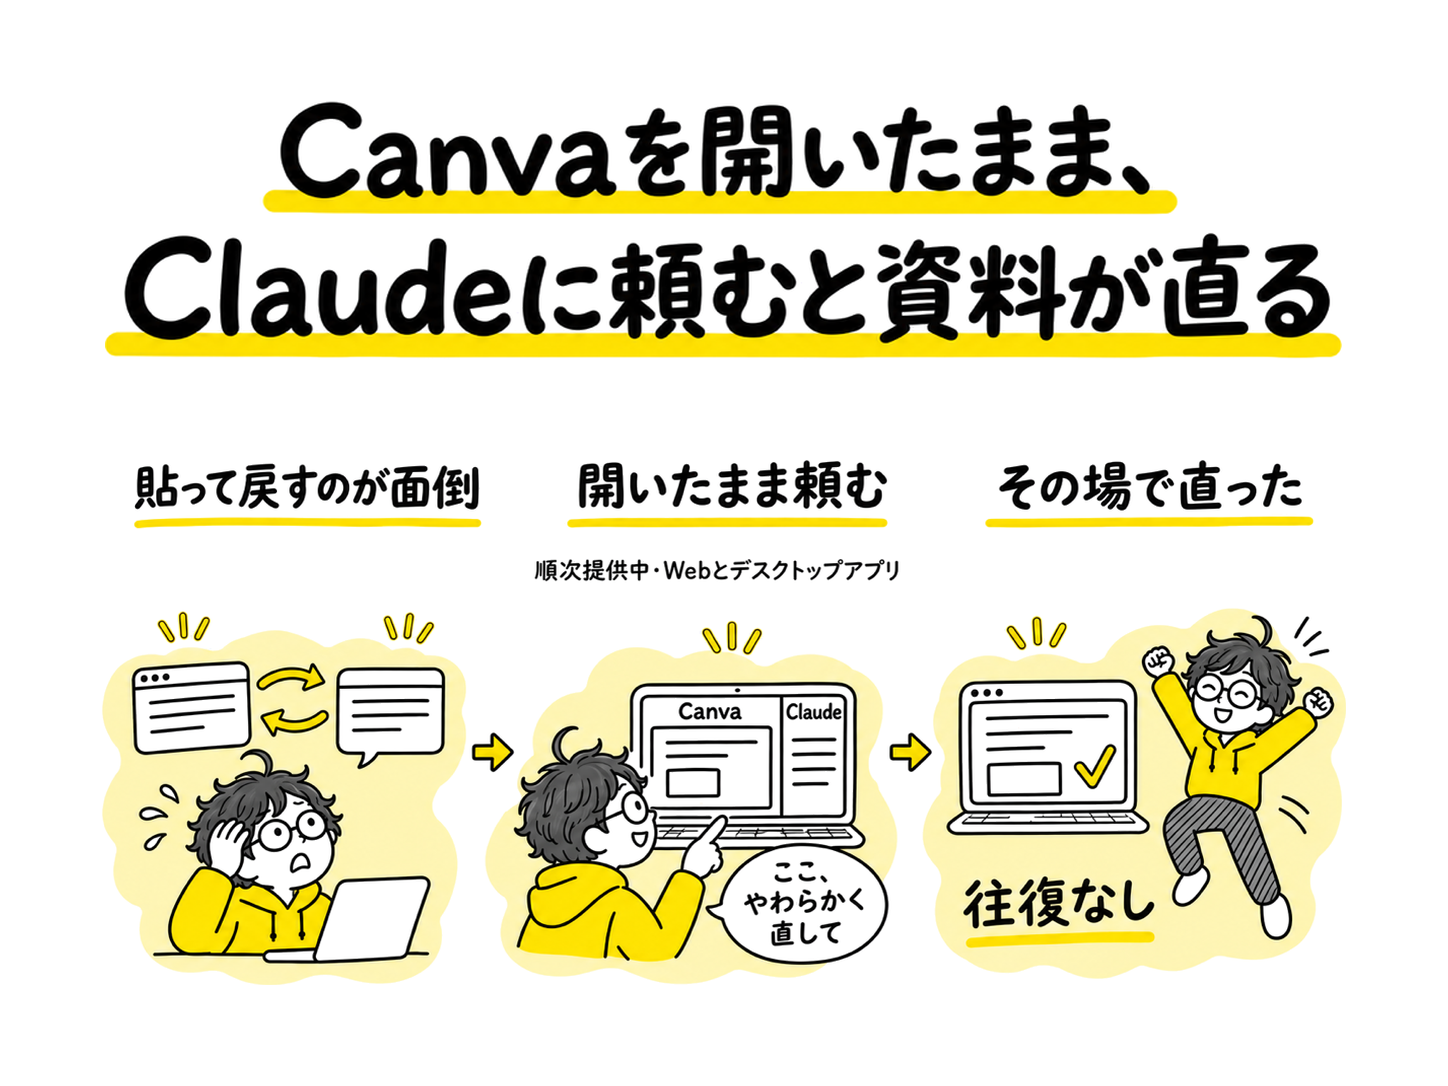 Canvaを開いたまま、
Claudeに頼むと資料が直る
貼って戻すのが面倒
開いたまま頼む
順次提供中・Webとデスクトップアプリ
Canva
Claude
ここ、
やわらかく
直して
その場で直った
往復なし